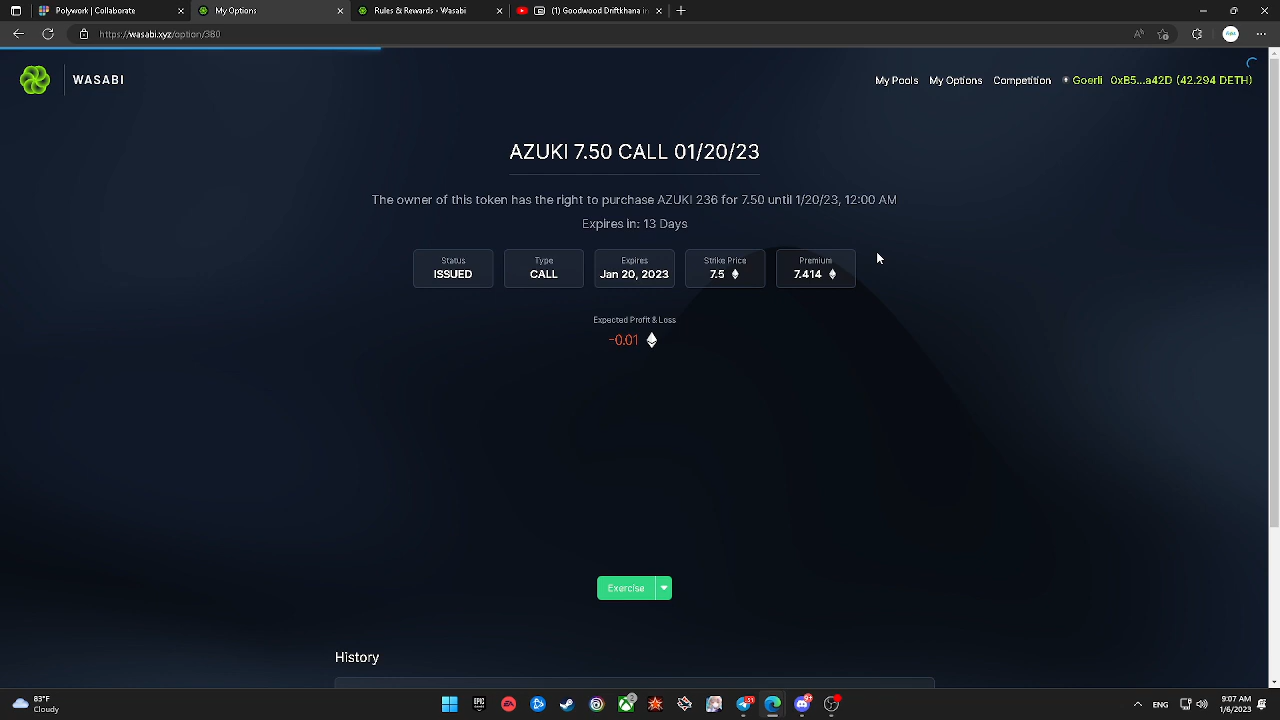 Polywork | Collaborate
My Options
Rules & Rewards • Wasabi
(1) Goodwood Driftkhana in
https://wasabi.xyz/option/380
WASABI
My Pools
My Options
Competition
Goerli
0xB5...a42D (42.294 DETH)
AZUKI 7.50 CALL 01/20/23
The owner of this token has the right to purchase AZUKI 236 for 7.50 until 1/20/23, 12:00 AM
Expires in: 13 Days
Status
ISSUED
Type
CALL
Expires
Jan 20, 2023
Strike Price
7.5
Premium
7.414
Expected Profit & Loss
-0.01
Exercise
History
83°F
Cloudy
ENG
9:07 AM
1/6/2023